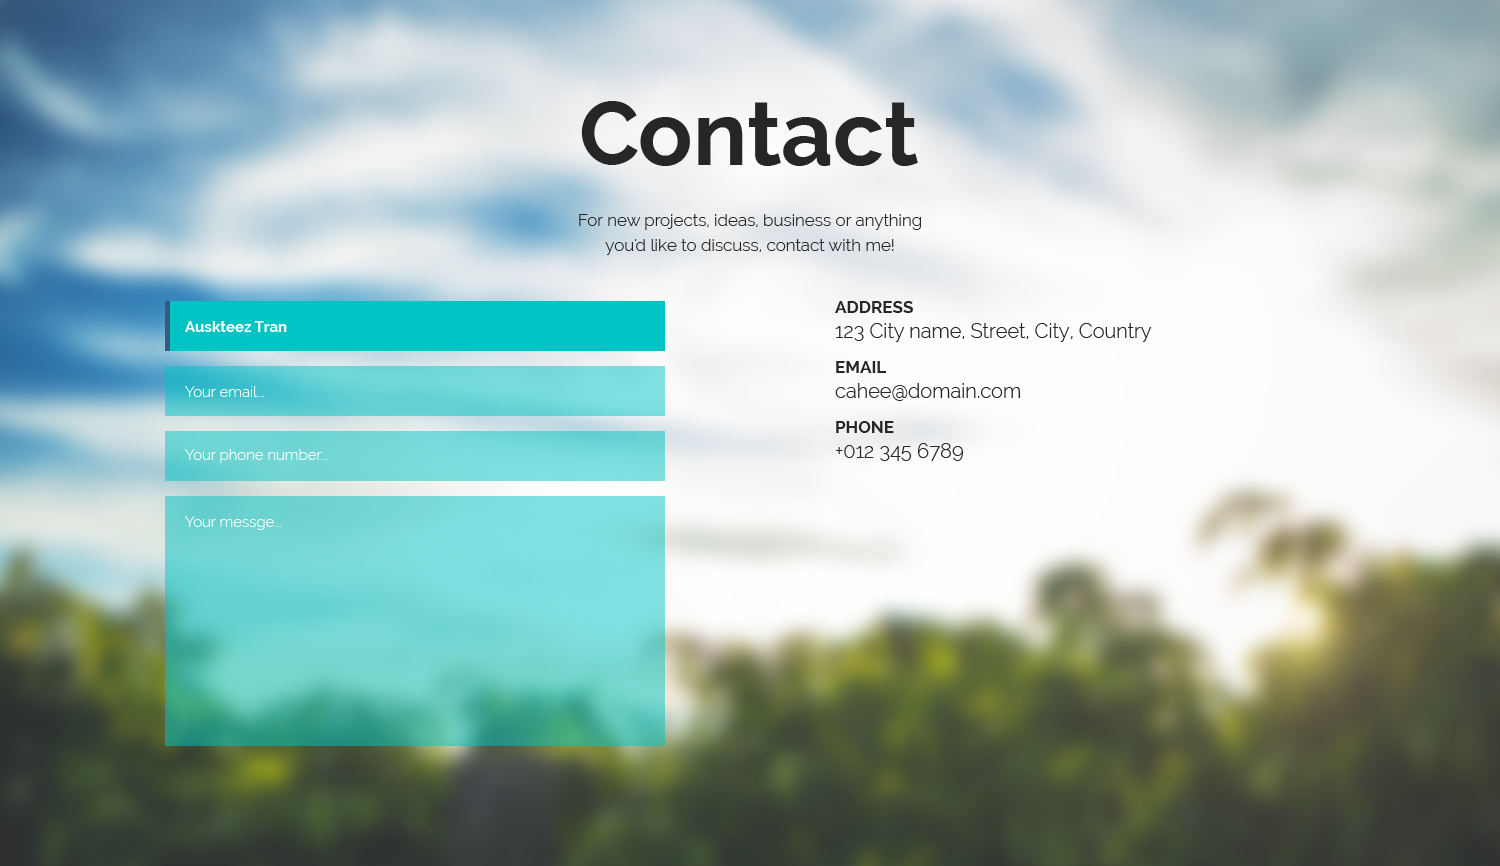 Contact
For new projects, ideas, business or anything
you'd like to discuss, contact with me!
Auskteez Tran
Your email...
Your phone number...
Your messge...
ADDRESS
123 City name, Street, City, Country
EMAIL
cahee@domain.com
PHONE
+012 345 6789